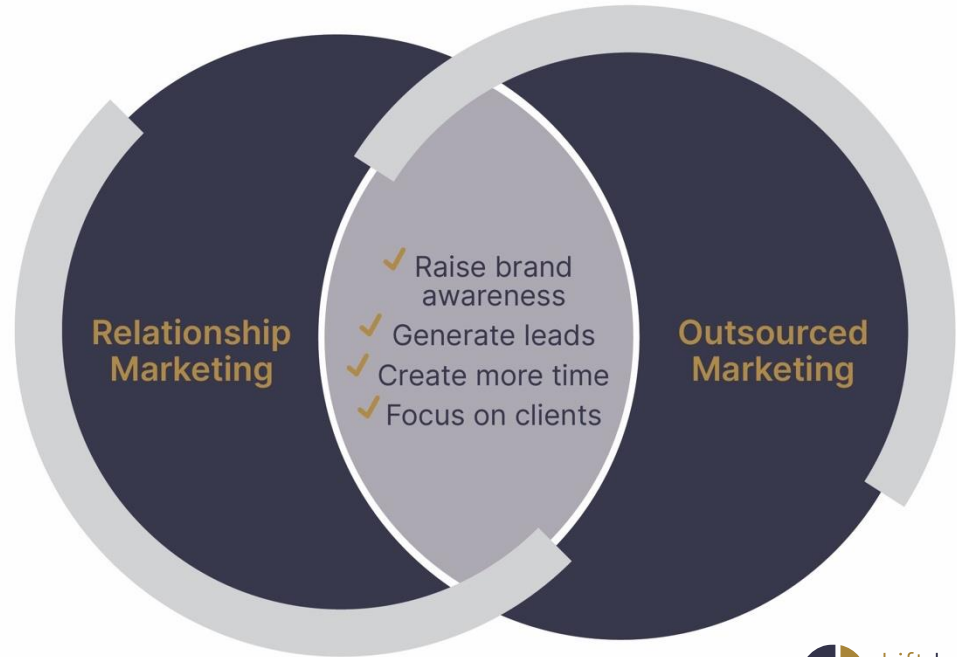 Relationship
Marketing
Raise brand
awareness
Generate leads
Create more time
Focus on clients
Outsourced
Marketing